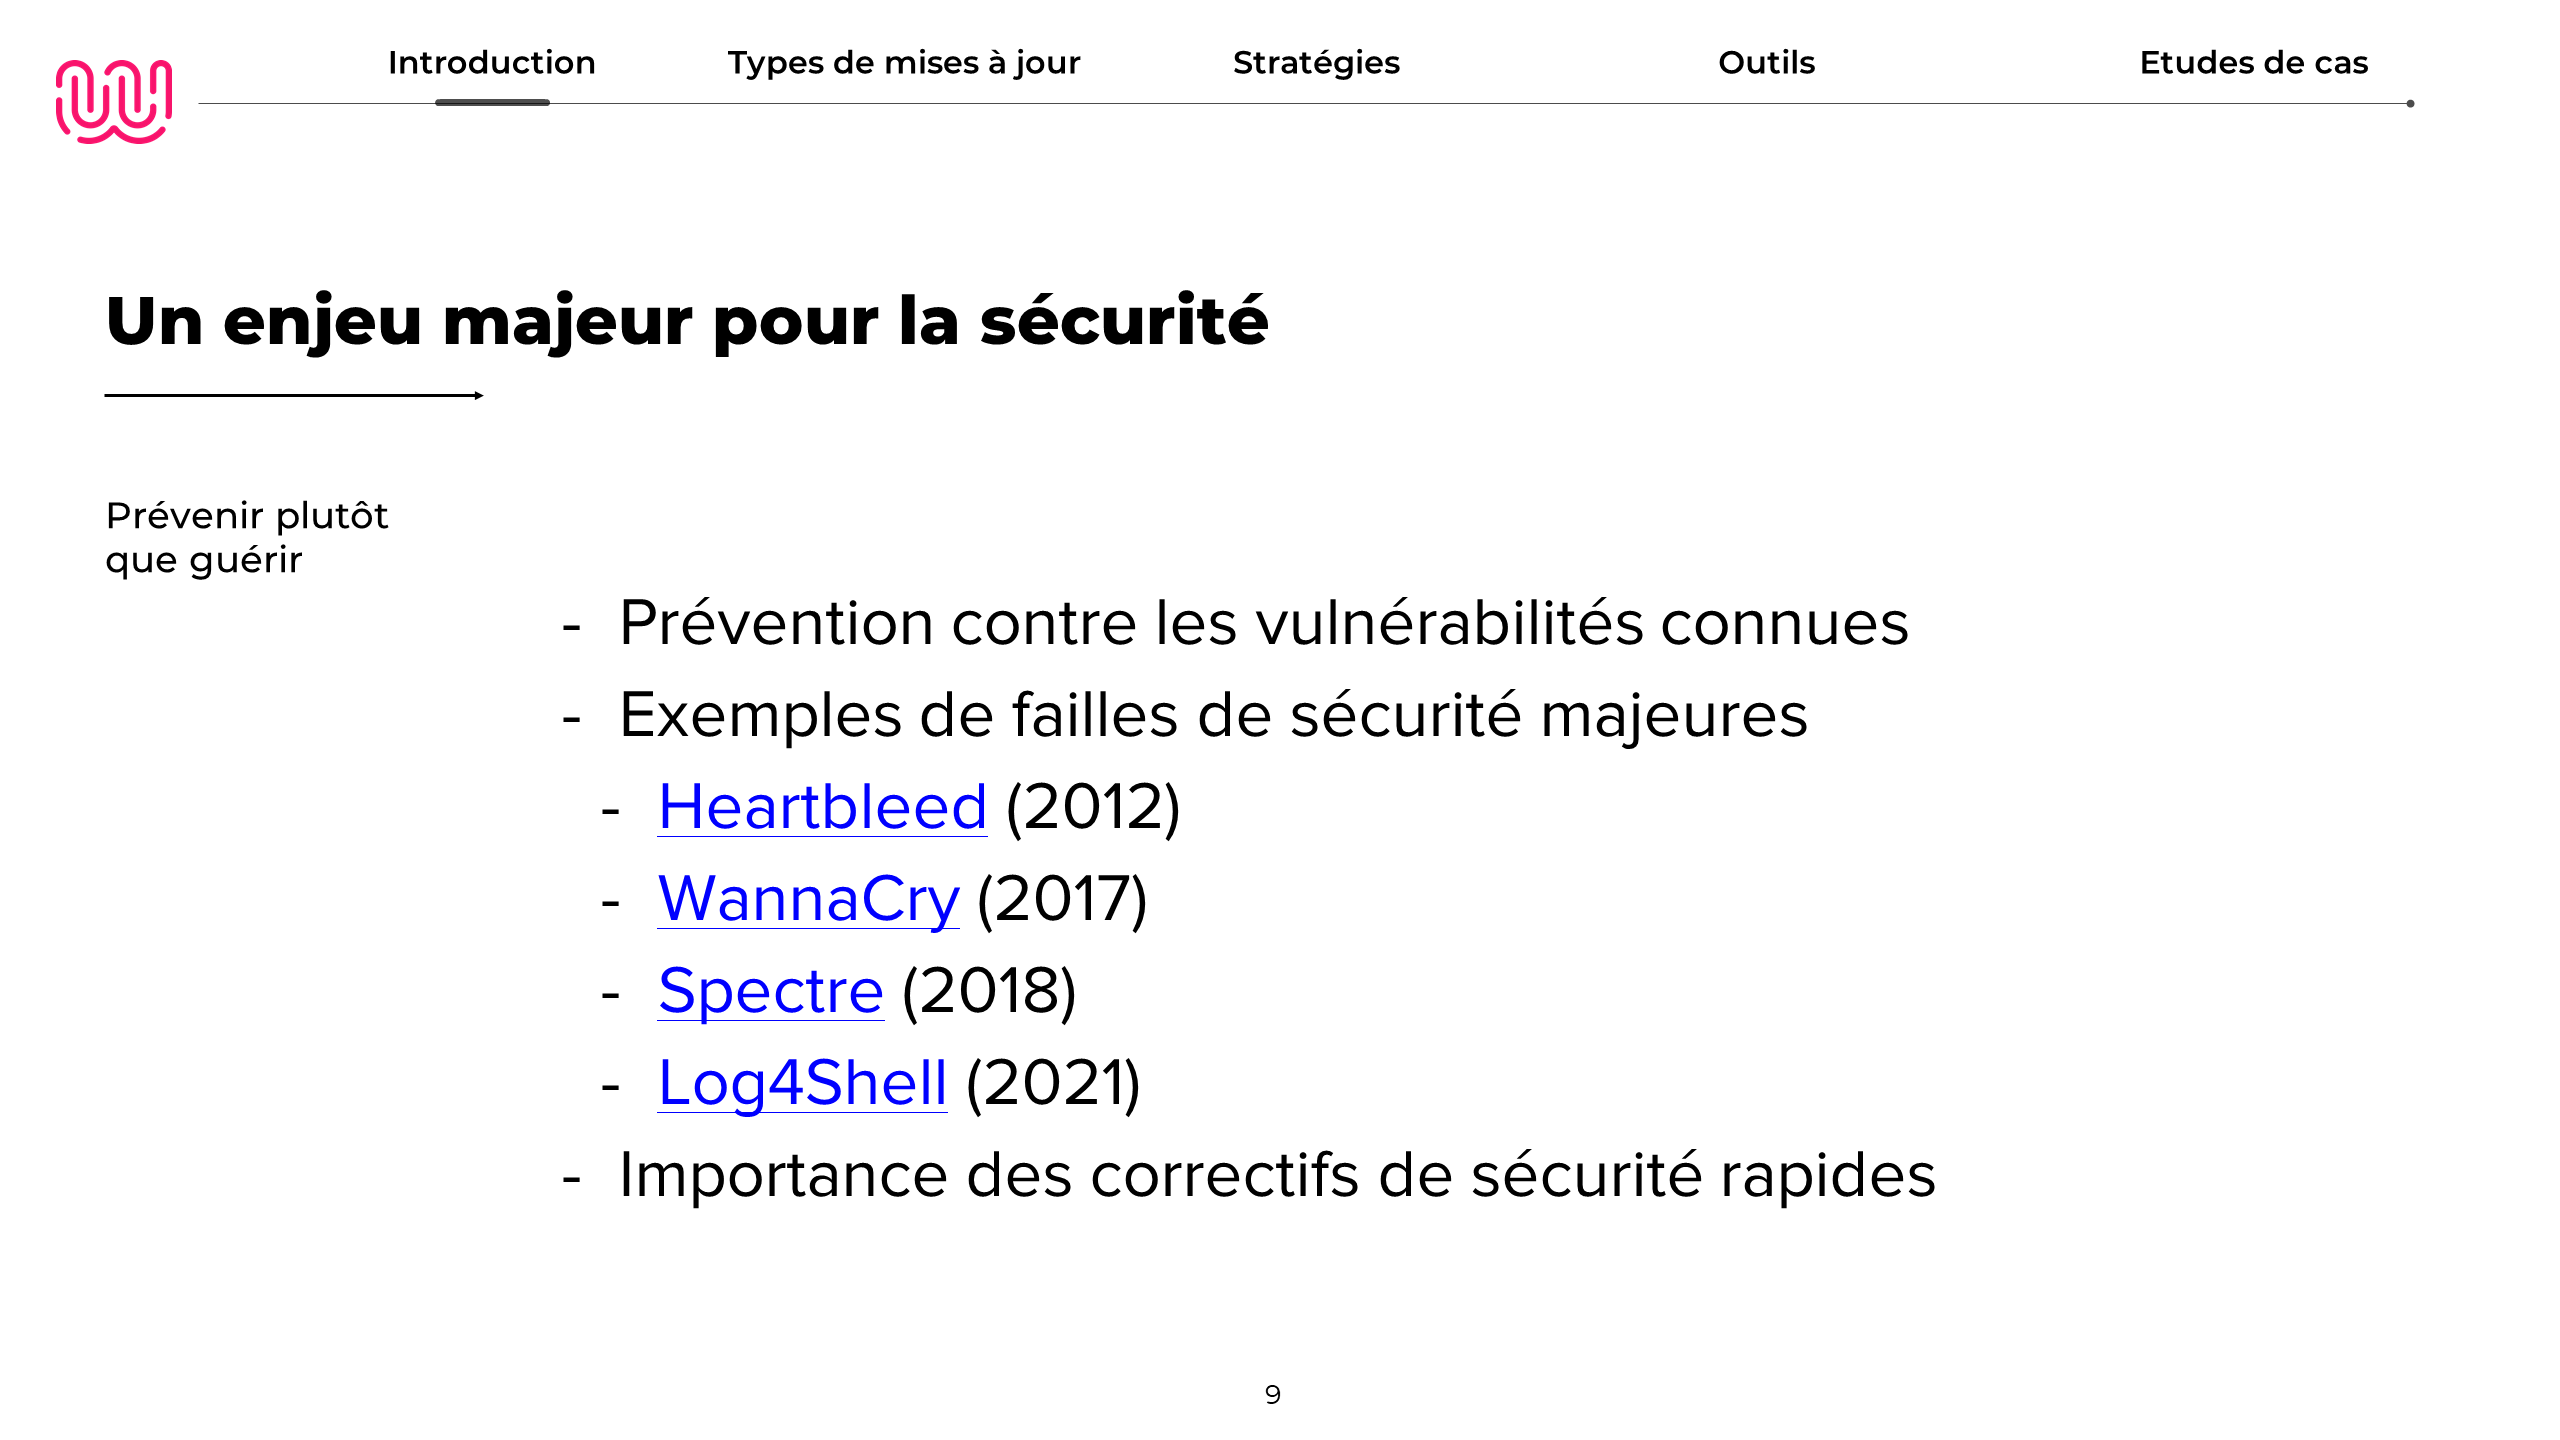 Introduction
Types de mises à jour
Stratégies
Outils
Etudes de cas
Un enjeu majeur pour la sécurité
Prévenir plutôt
que guérir
- Prévention contre les vulnérabilités connues
- Exemples de failles de sécurité majeures
- Heartbleed (2012)
- WannaCry (2017)
- Spectre (2018)
- Log4Shell (2021)
- Importance des correctifs de sécurité rapides
9